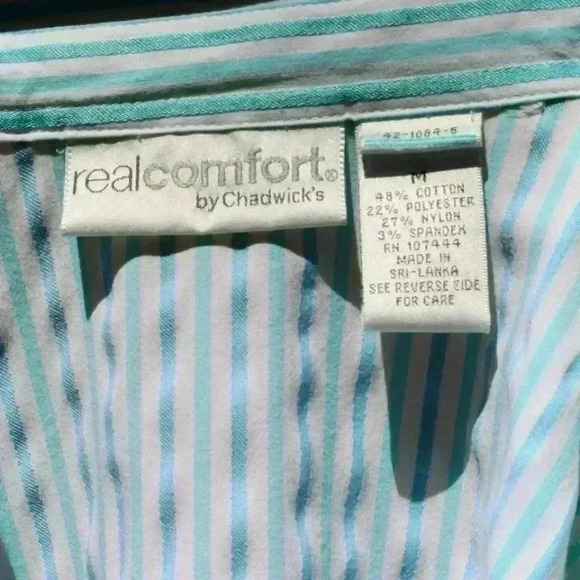 realcomfort®
by Chadwick's
42-1084-5
M
48% COTTON
22% POLYESTER
27% NYLON
3% SPANDEX
RN 107444
MADE IN
SRI-LANKA
SEE REVERSE SIDE
FOR CARE